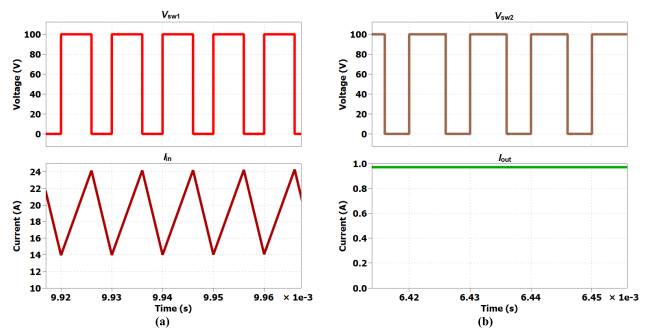 Vsw1
Voltage (V)
100
80
60
40
20
0
Iin
Current (A)
24
22
20
18
16
14
12
10
9.92 9.93 9.94 9.95 9.96 × 1e-3
Time (s)
(a)
Vsw2
Voltage (V)
100
80
60
40
20
0
Iout
Current (A)
1.0
0.8
0.6
0.4
0.2
0.0
6.42 6.43 6.44 6.45 × 1e-3
Time (s)
(b)